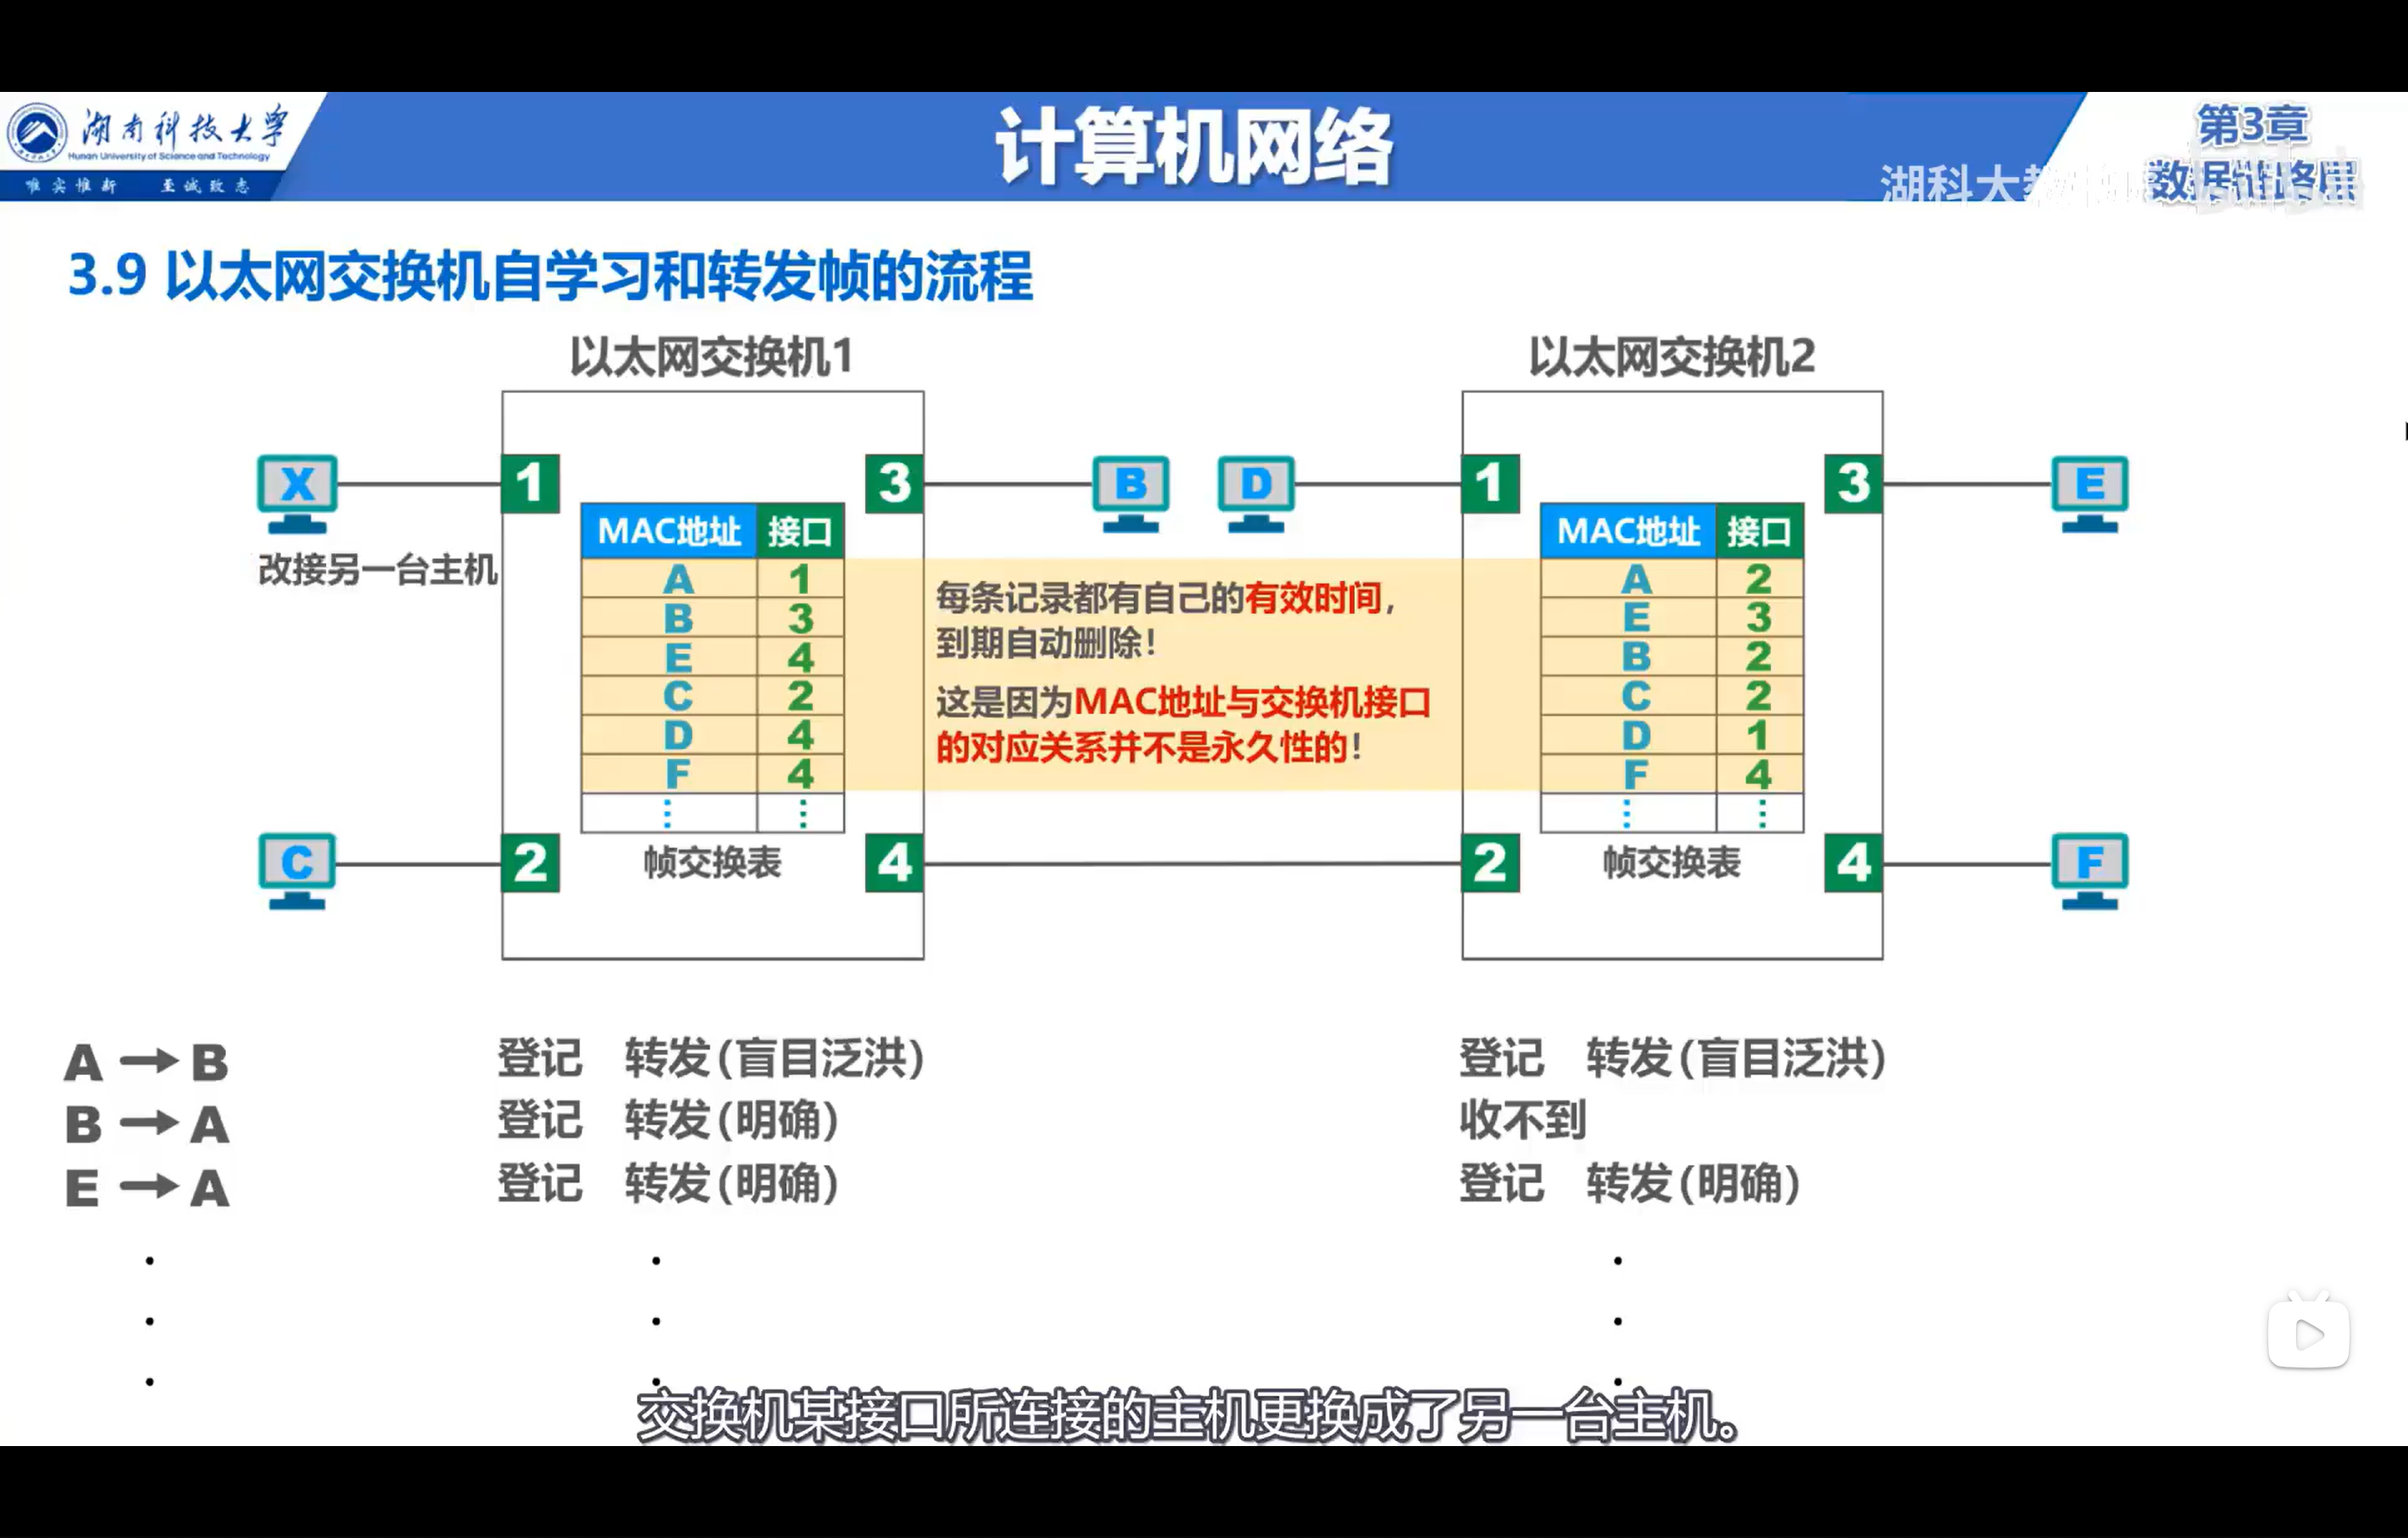 湖南科技大学
Hunan University of Science and Technology
唯实惟新 至诚致志
计算机网络
第3章
数据链路层
湖科大教
3.9 以太网交换机自学习和转发帧的流程
以太网交换机1
以太网交换机2
X
1
3
B
D
1
3
E
改接另一台主机
MAC地址 接口
A 1
B 3
E 4
C 2
D 4
F 4
⋮ ⋮
帧交换表
每条记录都有自己的有效时间，
到期自动删除！
这是因为MAC地址与交换机接口
的对应关系并不是永久性的！
MAC地址 接口
A 2
E 3
B 2
C 2
D 1
F 4
⋮ ⋮
帧交换表
C
2
4
2
4
F
A → B 登记 转发(盲目泛洪) 登记 转发(盲目泛洪)
B → A 登记 转发(明确) 收不到
E → A 登记 转发(明确) 登记 转发(明确)
交换机某接口所连接的主机更换成了另一台主机。